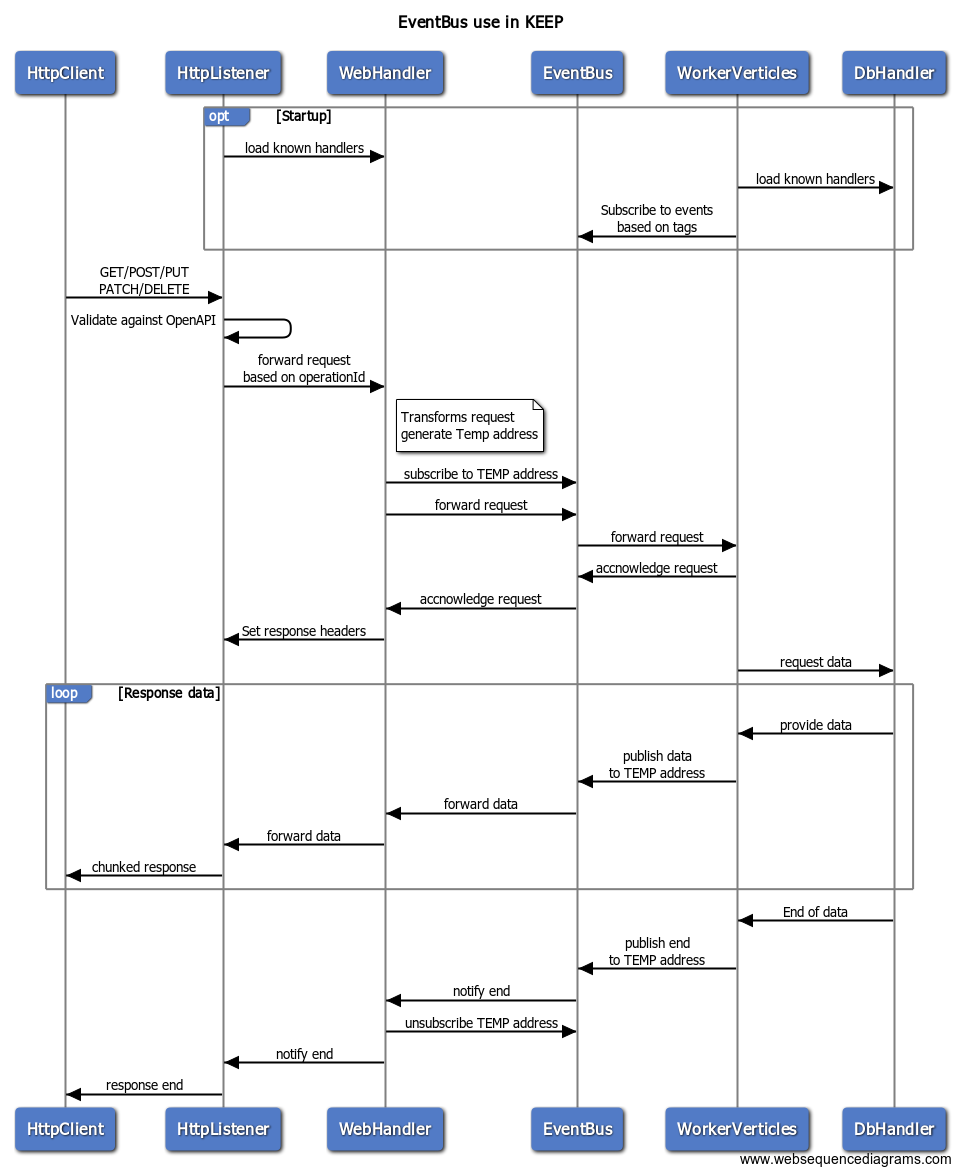 EventBus use in KEEP
HttpClient
HttpListener
WebHandler
EventBus
WorkerVerticles
DbHandler
opt
[Startup]
load known handlers
load known handlers
Subscribe to events
based on tags
GET/POST/PUT
PATCH/DELETE
Validate against OpenAPI
forward request
based on operationId
Transforms request
generate Temp address
subscribe to TEMP address
forward request
forward request
accnowledge request
accnowledge request
Set response headers
request data
loop
[Response data]
provide data
publish data
to TEMP address
forward data
forward data
chunked response
End of data
publish end
to TEMP address
notify end
unsubscribe TEMP address
notify end
response end
HttpClient
HttpListener
WebHandler
EventBus
WorkerVerticles
DbHandler
www.websequencediagrams.com